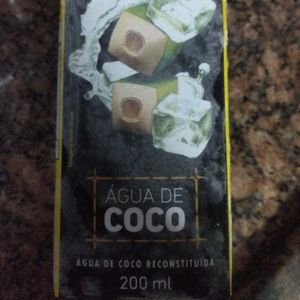 ÁGUA DE
COCO
ÁGUA DE COCO RECONSTITUÍDA
200 ml